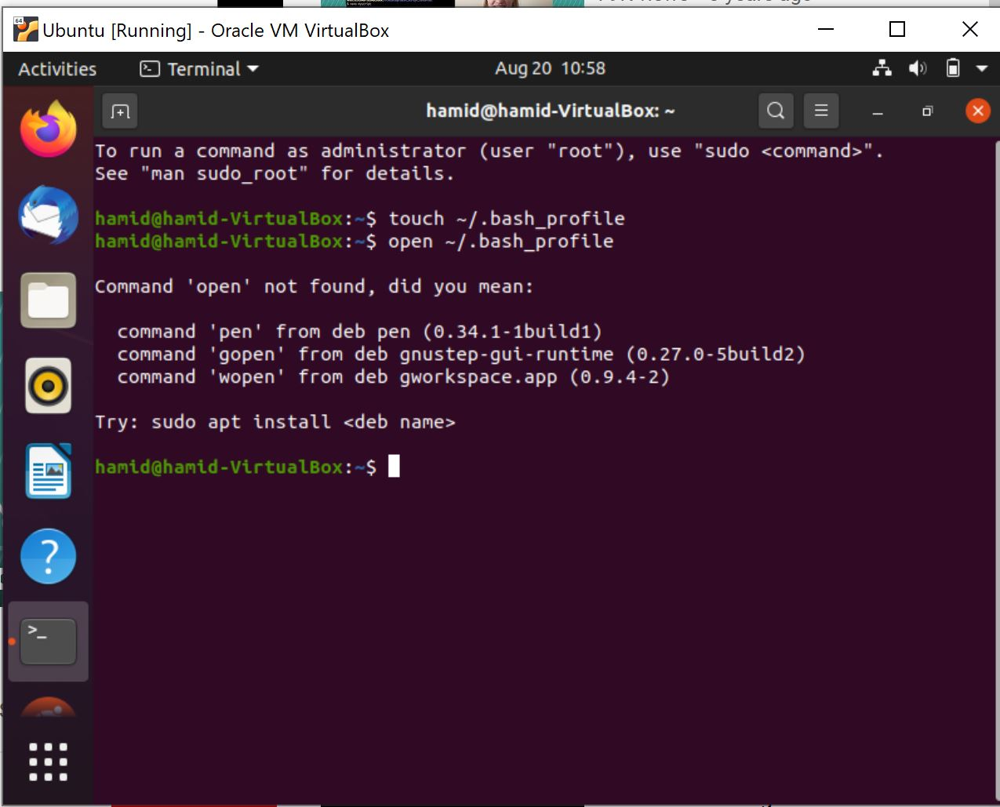 Ubuntu [Running] - Oracle VM VirtualBox
Activities
Terminal
Aug 20 10:58
hamid@hamid-VirtualBox: ~
To run a command as administrator (user "root"), use "sudo <command>".
See "man sudo_root" for details.
hamid@hamid-VirtualBox:~$ touch ~/.bash_profile
hamid@hamid-VirtualBox:~$ open ~/.bash_profile
Command 'open' not found, did you mean:
command 'pen' from deb pen (0.34.1-1build1)
command 'gopen' from deb gnustep-gui-runtime (0.27.0-5build2)
command 'wopen' from deb gworkspace.app (0.9.4-2)
Try: sudo apt install <deb name>
hamid@hamid-VirtualBox:~$